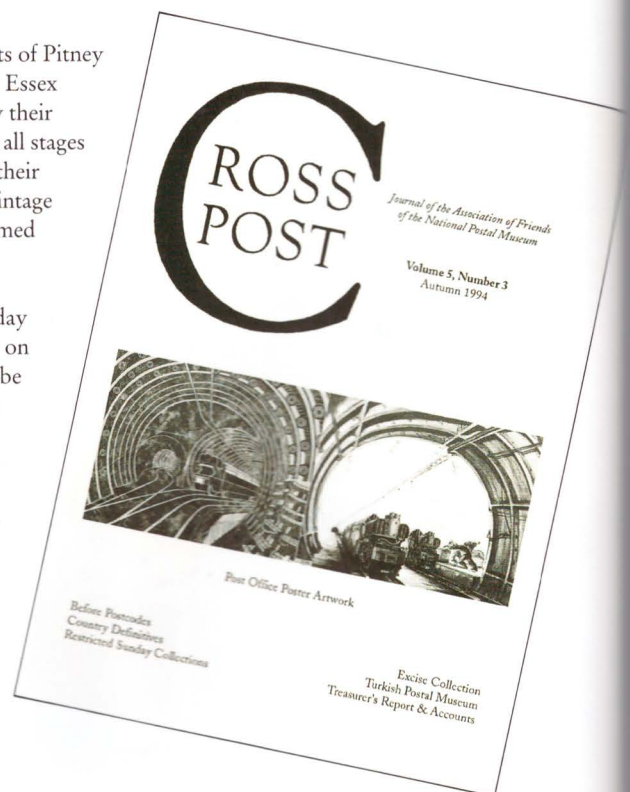 ts of Pitney
Essex
their
all stages
their
intage
med
day
on
be
CROSS
POST
Journal of the Association of Friends
of the National Postal Museum
Volume 5, Number 3
Autumn 1994
Post Office Poster Artwork
Before Postcodes
Country Definitives
Restricted Sunday Collections
Excise Collection
Turkish Postal Museum
Treasurer's Report & Accounts